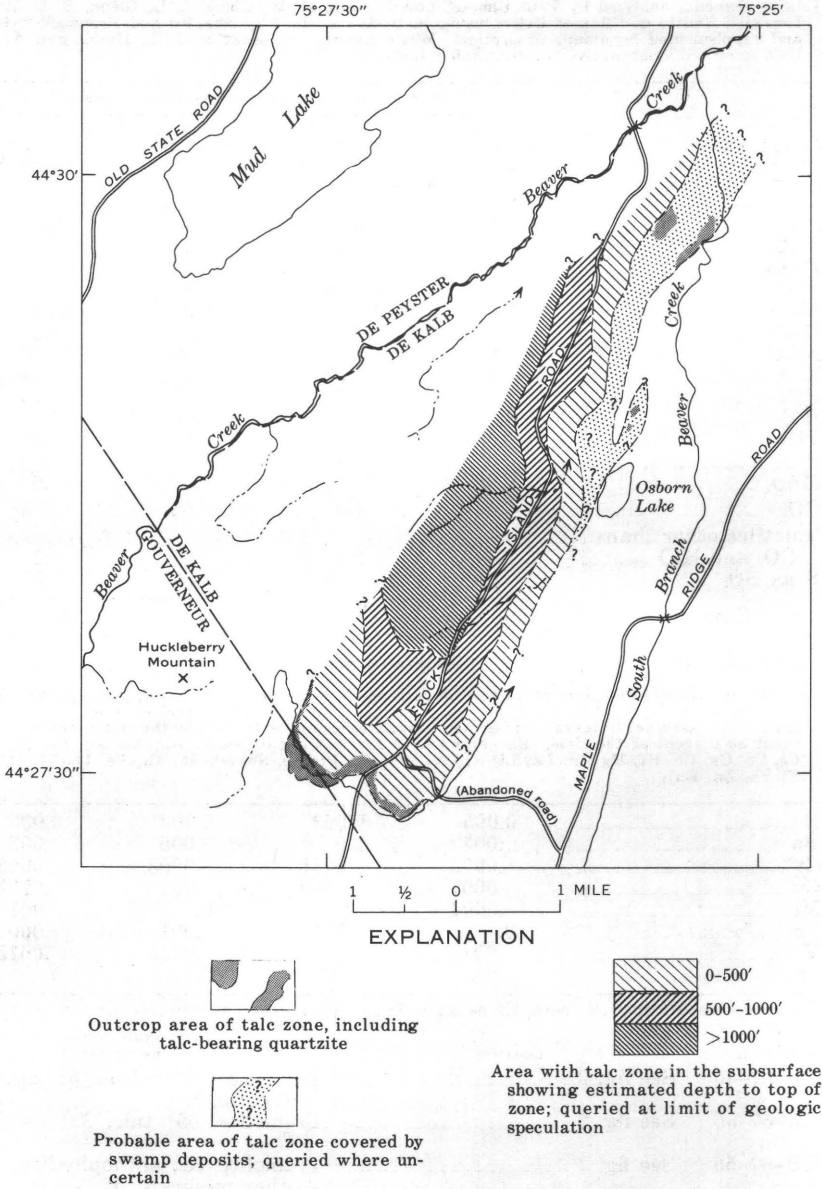 75°27'30"
75°25'
44°30'
OLD STATE ROAD
Mud Lake
Creek
Beaver
DE PEYSTER
DE KALB
ROAD
Creek
Beaver
Creek
ISLAND
Osborn
Lake
ROAD
Beaver
DE KALB
GOUVERNEUR
Branch
RIDGE
Huckleberry
Mountain
ROCK
South
MAPLE
44°27'30"
(Abandoned road)
1 ½ 0 1 MILE
EXPLANATION
Outcrop area of talc zone, including
talc-bearing quartzite
Probable area of talc zone covered by
swamp deposits; queried where un-
certain
0-500'
500'-1000'
>1000'
Area with talc zone in the subsurface
showing estimated depth to top of
zone; queried at limit of geologic
speculation